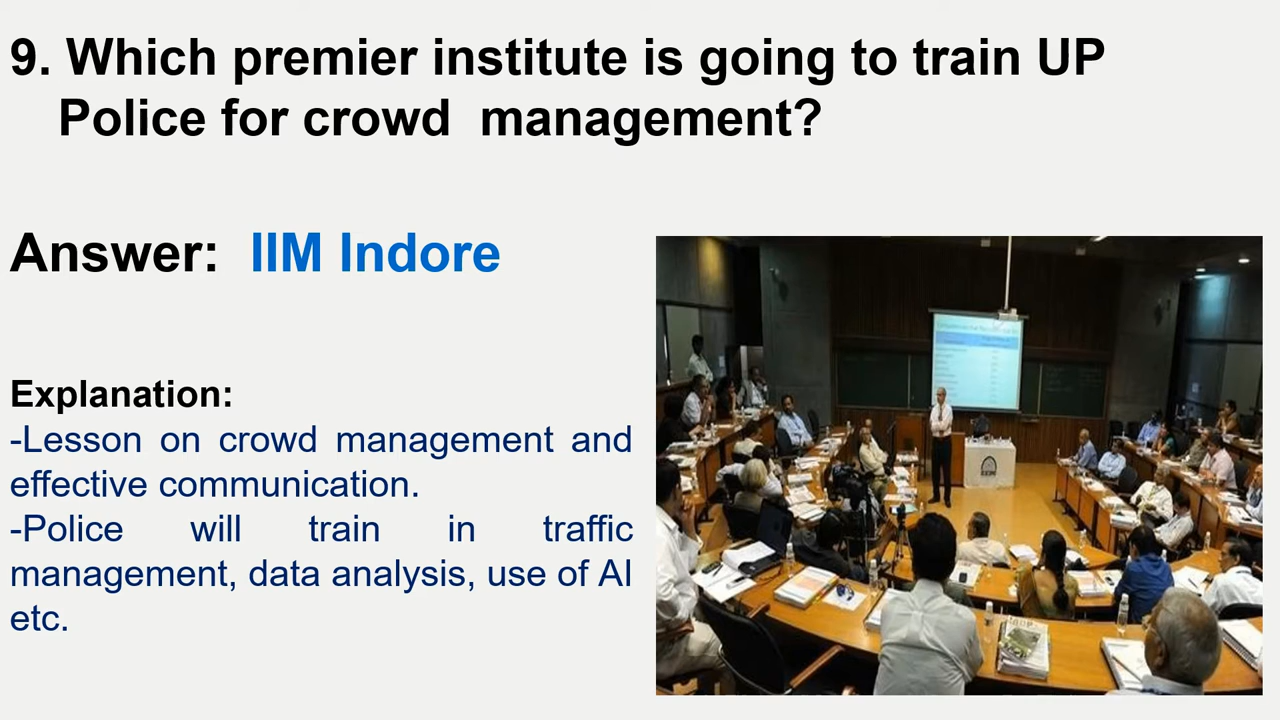 9. Which premier institute is going to train UP
Police for crowd management?
Answer: IIM Indore
Explanation:
-Lesson on crowd management and
effective communication.
-Police will train in traffic
management, data analysis, use of AI
etc.